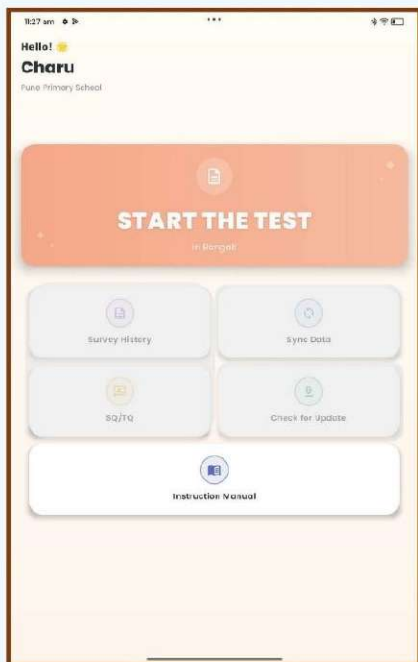 11:27 am
Hello!
Charu
Pune Primary School
START THE TEST
in Bengali
Survey History
Sync Data
SQ/TQ
Check for Update
Instruction Manual